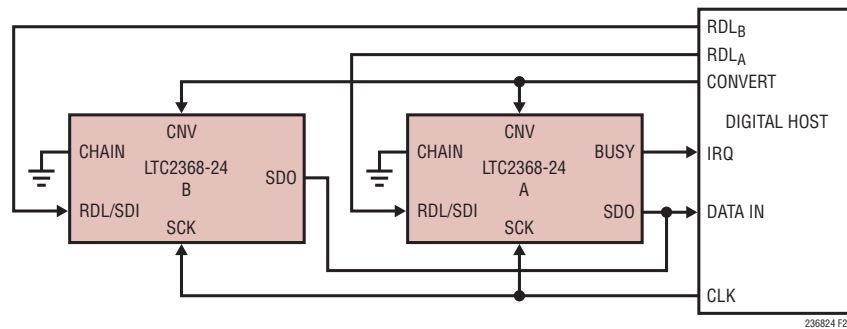 RDLB
RDLA
CONVERT
DIGITAL HOST
CNV
CNV
CHAIN
LTC2368-24
B
SDO
RDL/SDI
SCK
CHAIN
LTC2368-24
A
BUSY
SDO
RDL/SDI
SCK
IRQ
DATA IN
CLK
236824 F2